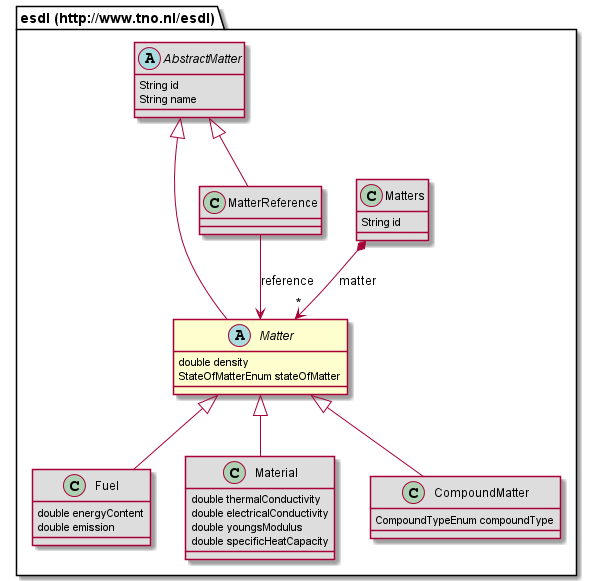 esdl (http://www.tno.nl/esdl)
A AbstractMatter
String id
String name
C MatterReference
C Matters
String id
reference
matter
*
A Matter
double density
StateOfMatterEnum stateOfMatter
C Fuel
double energyContent
double emission
C Material
double thermalConductivity
double electricalConductivity
double youngsModulus
double specificHeatCapacity
C CompoundMatter
CompoundTypeEnum compoundType